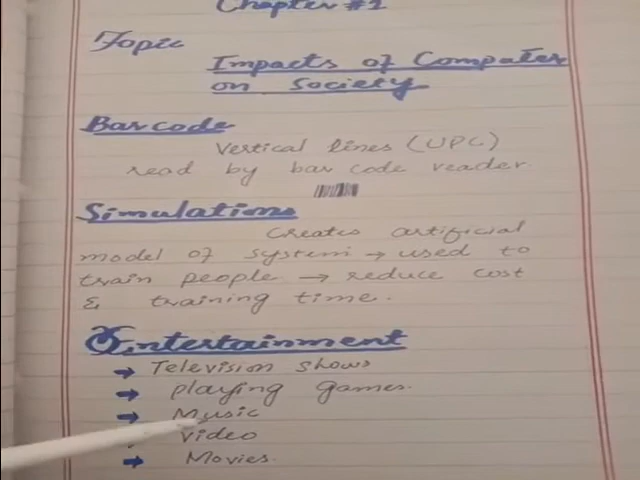 Chapter #1
Topic
Impacts of Computer
on Society
Barcode
Vertical lines (UPC)
read by bar code reader
Simulations
Creates artificial
model of system → used to
train people → reduce cost
& training time.
Entertainment
→ Television shows
→ playing games.
→ Music
Video
→ Movies.